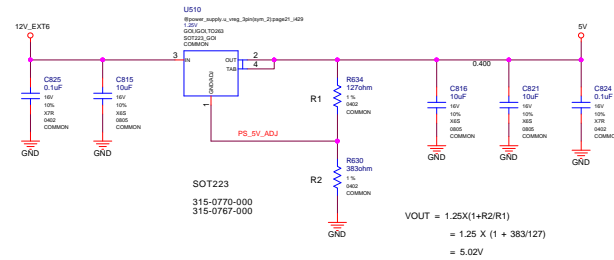 U510
@power_supply.u_vreg_3pin(sym_2):page21_i429
1.25V
GOI,IGOI,TO263
SOT223_GOI
COMMON
12V_EXT6
5V
3
IN
OUT
2
TAB
4
GND/ADJ
1
0.400
C825
0.1uF
16V
10%
X7R
0402
COMMON
GND
C815
10uF
16V
10%
X6S
0805
COMMON
GND
R1
R634
127ohm
1 %
0402
COMMON
PS_5V_ADJ
R2
R630
383ohm
1 %
0402
COMMON
GND
C816
10uF
16V
10%
X6S
0805
COMMON
GND
C821
10uF
16V
10%
X6S
0805
COMMON
GND
C824
0.1uF
16V
10%
X7R
0402
COMMON
GND
SOT223
315-0770-000
315-0767-000
VOUT = 1.25X(1+R2/R1)
= 1.25 X (1 + 383/127)
= 5.02V